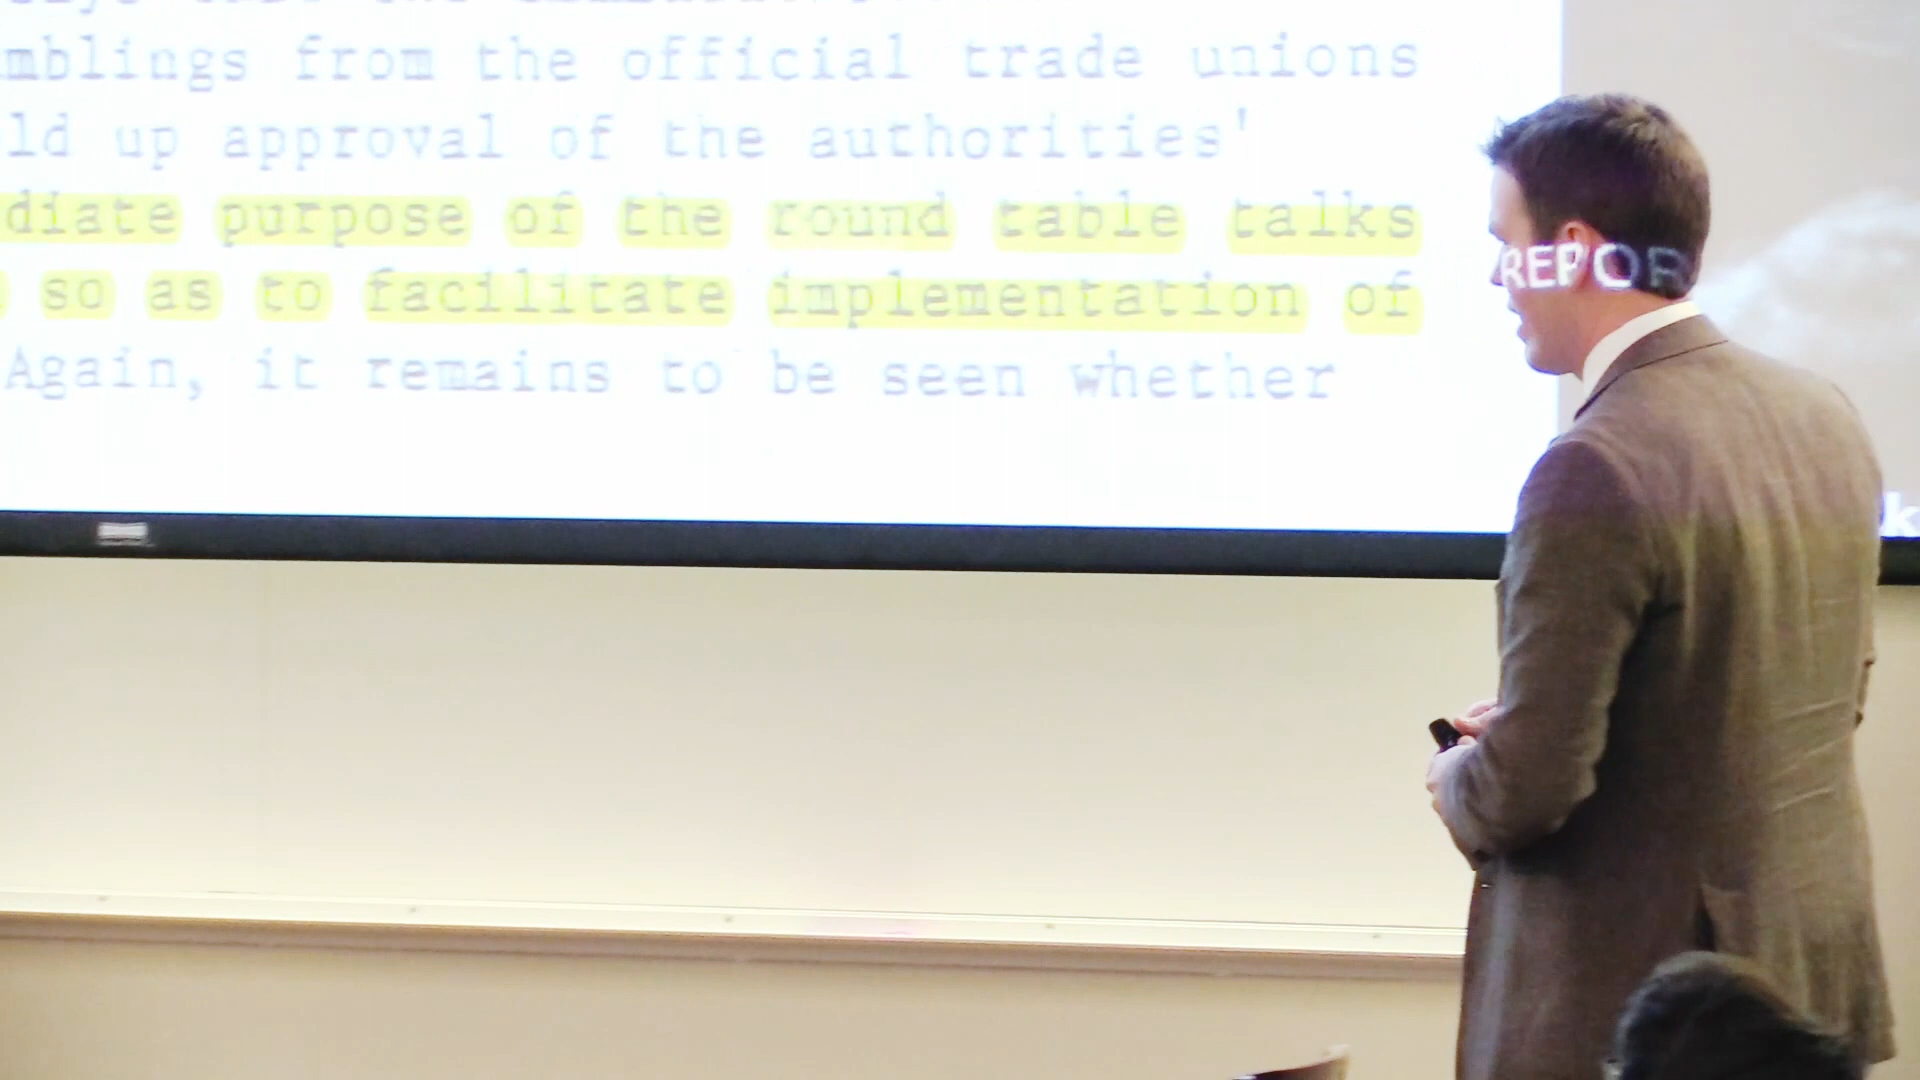 mblings from the official trade unions
ld up approval of the authorities'
diate purpose of the round table talks
so as to facilitate implementation of
Again, it remains to be seen whether
REPOR
k